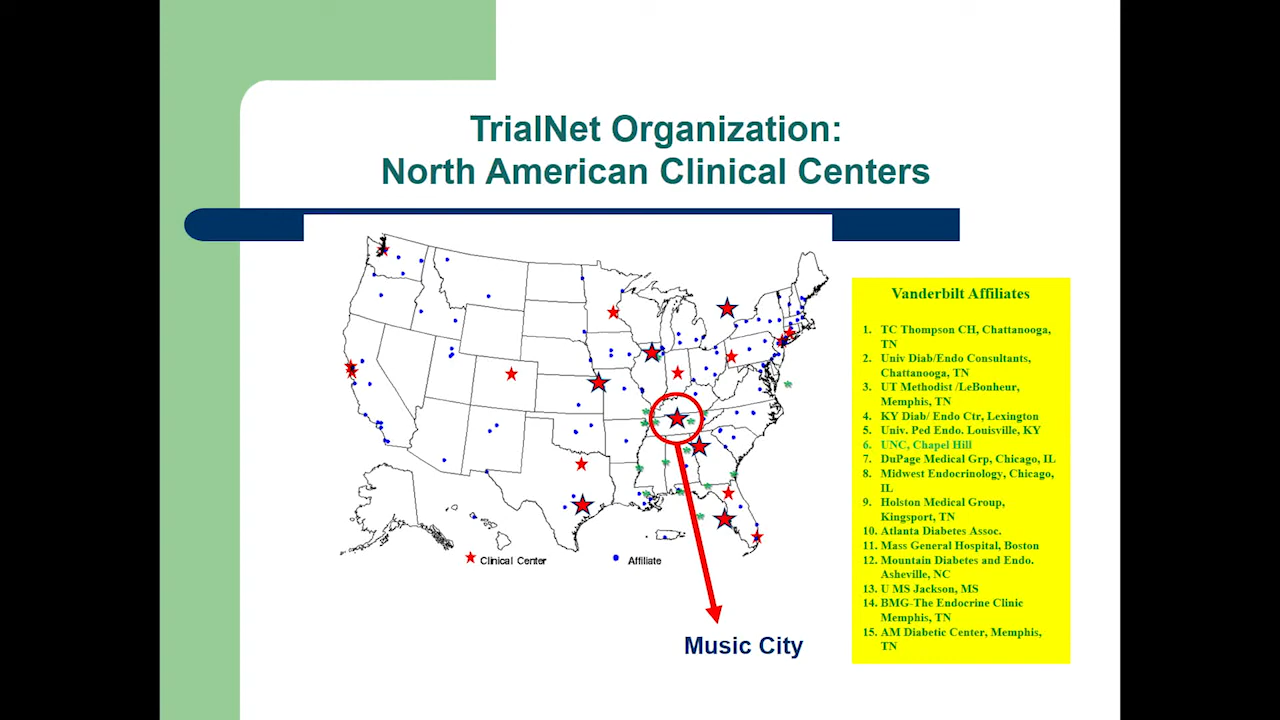 TrialNet Organization:
North American Clinical Centers
Clinical Center
Affiliate
Music City
Vanderbilt Affiliates
1. TC Thompson CH, Chattanooga,
TN
2. Univ Diab/Endo Consultants,
Chattanooga, TN
3. UT Methodist /LeBonheur,
Memphis, TN
4. KY Diab/ Endo Ctr, Lexington
5. Univ. Ped Endo. Louisville, KY
6. UNC, Chapel Hill
7. DuPage Medical Grp, Chicago, IL
8. Midwest Endocrinology, Chicago,
IL
9. Holston Medical Group,
Kingsport, TN
10. Atlanta Diabetes Assoc.
11. Mass General Hospital, Boston
12. Mountain Diabetes and Endo.
Asheville, NC
13. U MS Jackson, MS
14. BMG-The Endocrine Clinic
Memphis, TN
15. AM Diabetic Center, Memphis,
TN